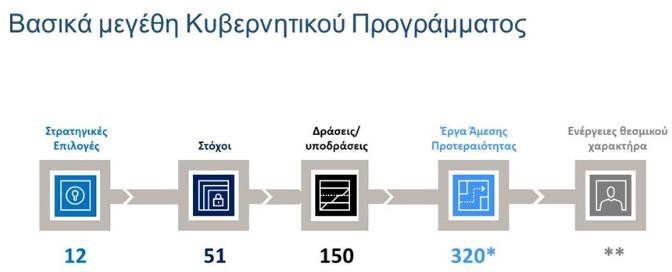 Βασικά μεγέθη Κυβερνητικού Προγράμματος
Στρατηγικές
Επιλογές
Στόχοι
Δράσεις/
υποδράσεις
Έργα Άμεσης
Προτεραιότητας
Ενέργειες θεσμικού
χαρακτήρα
12
51
150
320*
**